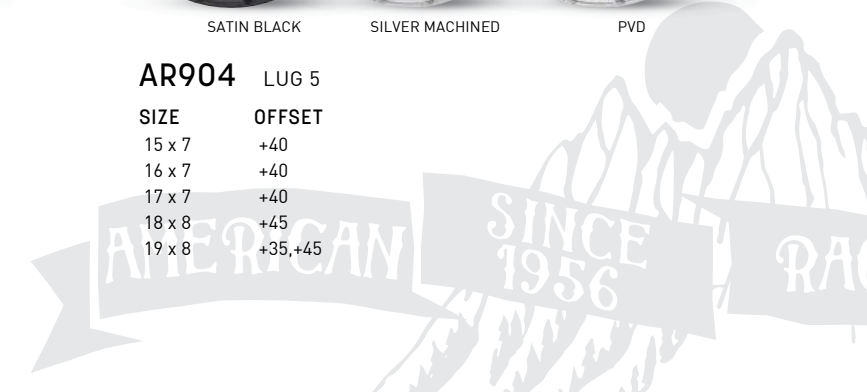 SATIN BLACK SILVER MACHINED PVD
AR904 LUG 5
SIZE OFFSET
15 x 7 +40
16 x 7 +40
17 x 7 +40
18 x 8 +45
19 x 8 +35,+45
AMERICAN
SINCE
1956